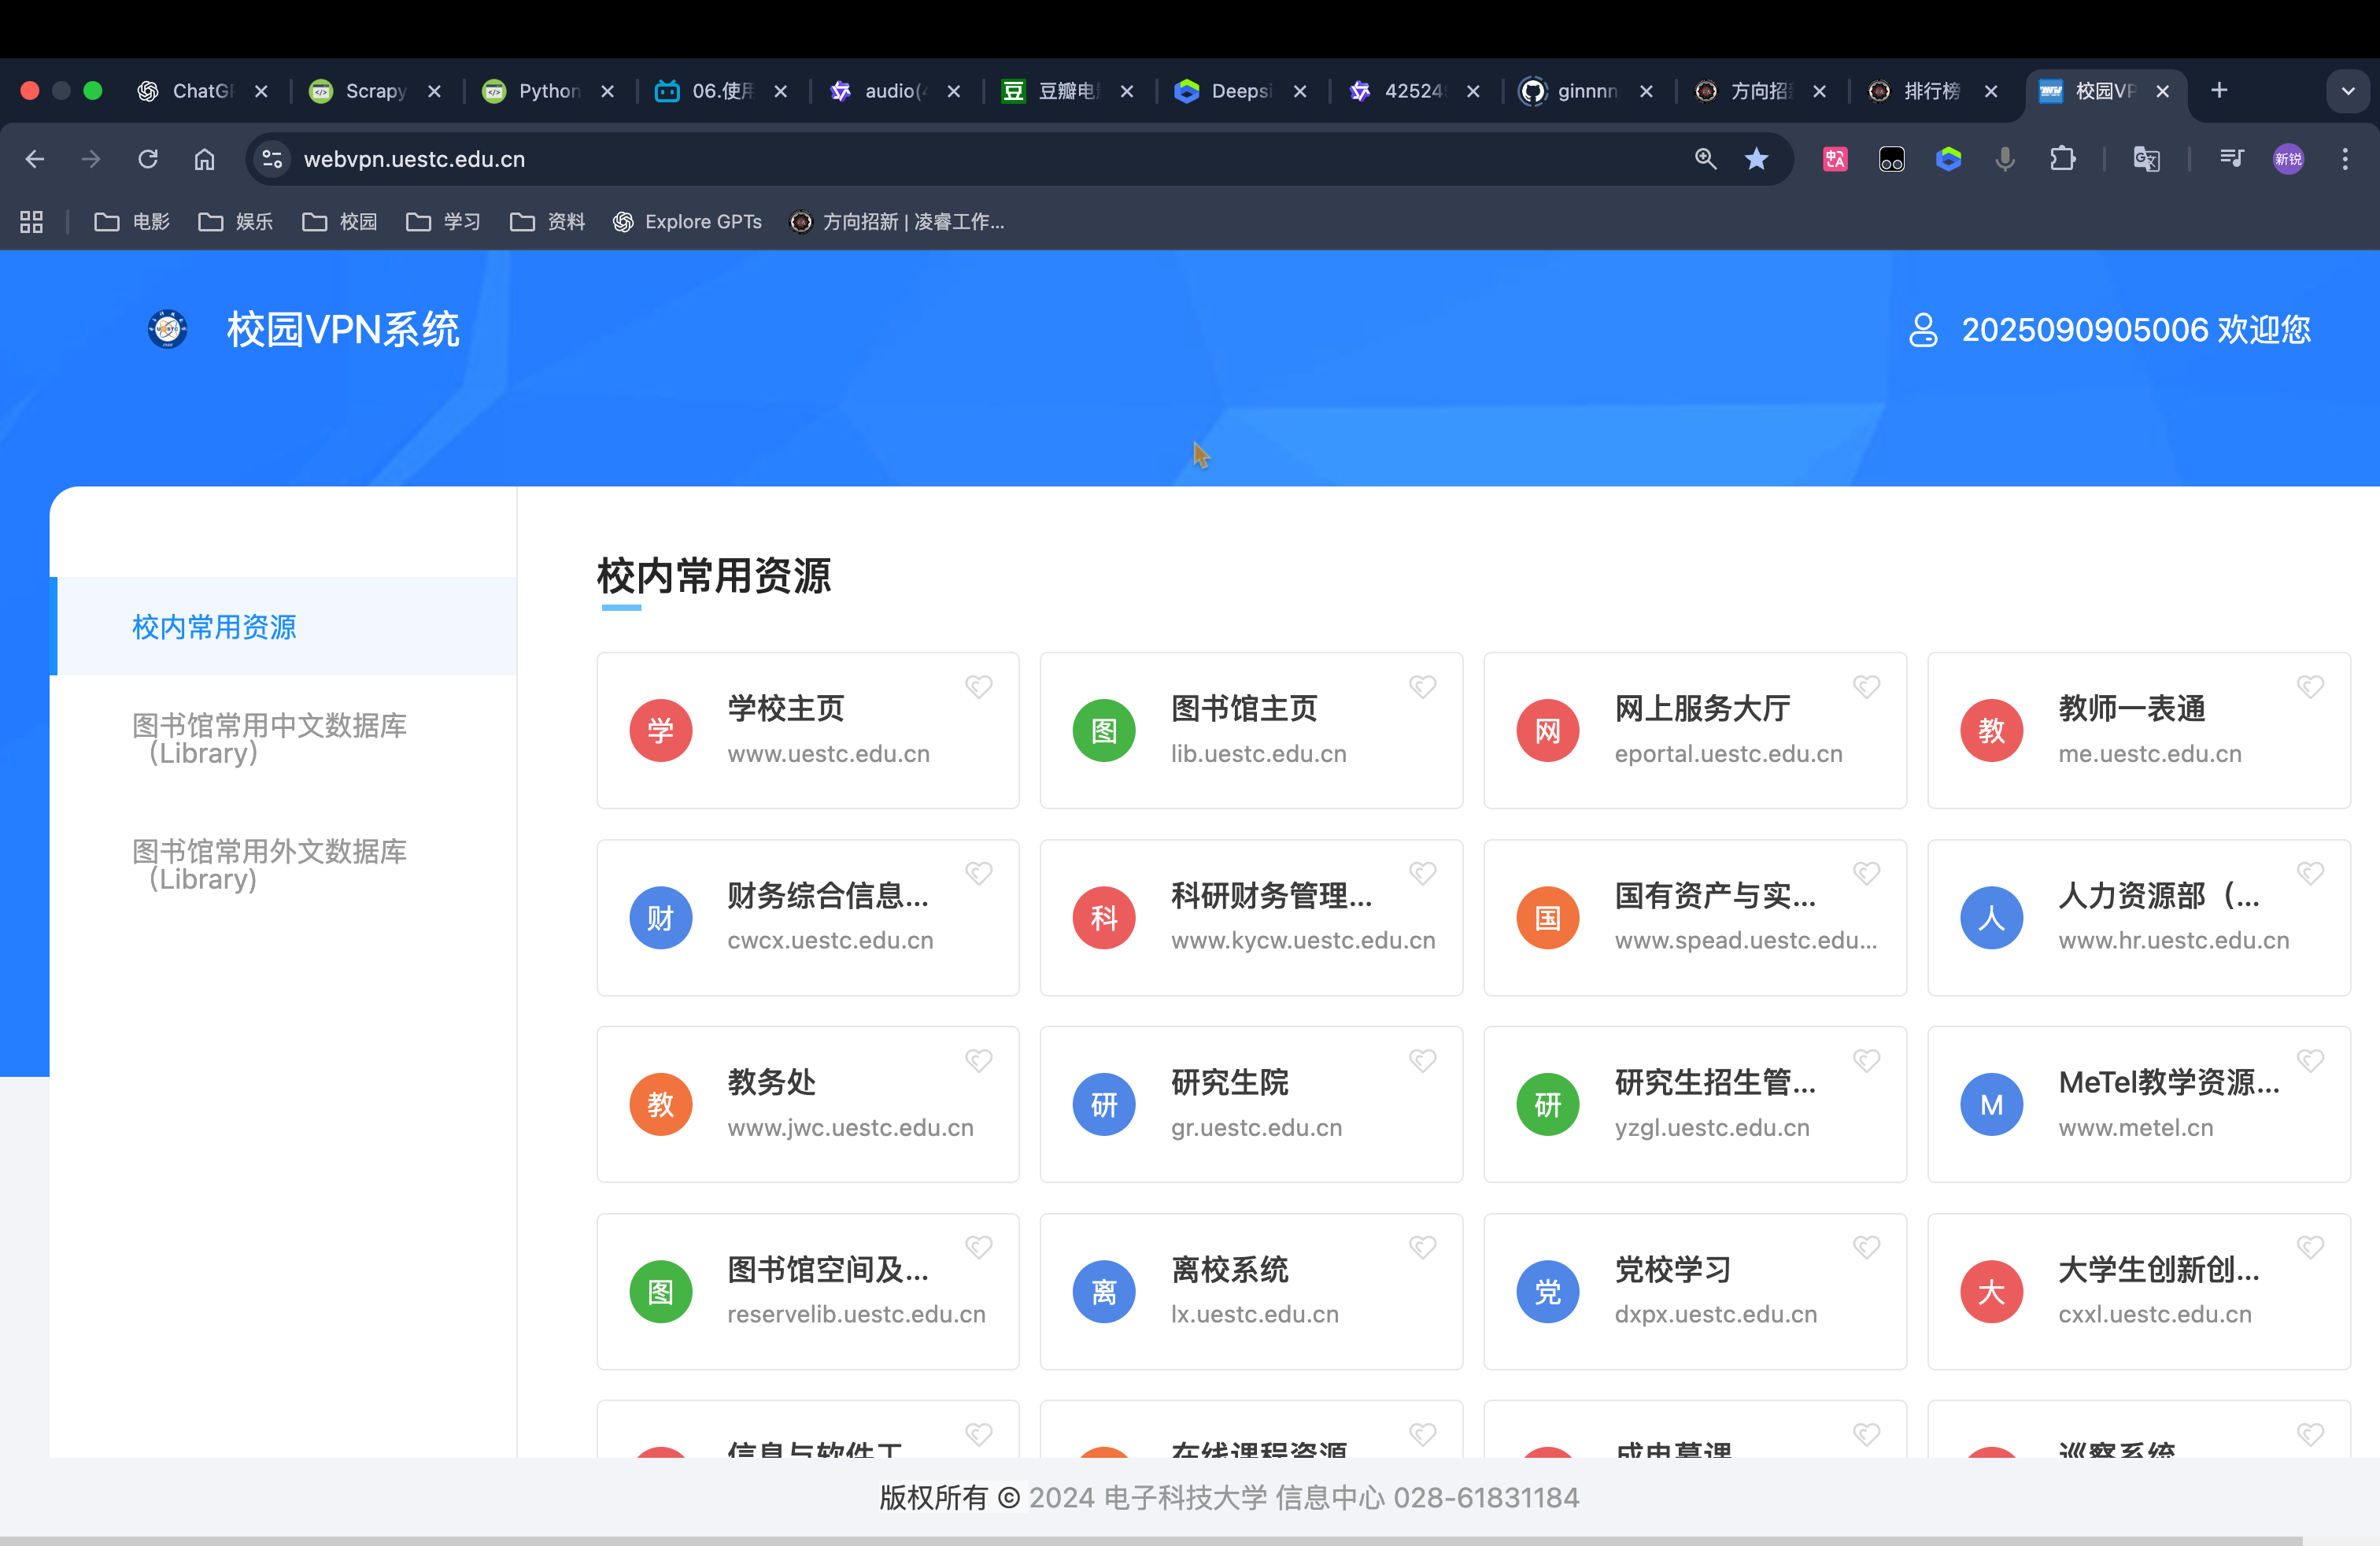 ChatG
Scrapy
Python
06.使用
audio(
豆瓣电
Deeps
42524
ginnnn
方向招
排行榜
校园VP
webvpn.uestc.edu.cn
新锐
电影
娱乐
校园
学习
资料
Explore GPTs
方向招新 | 凌睿工作...
校园VPN系统
2025090905006 欢迎您
校内常用资源
图书馆常用中文数据库
（Library）
图书馆常用外文数据库
（Library）
校内常用资源
学
学校主页
www.uestc.edu.cn
图
图书馆主页
lib.uestc.edu.cn
网
网上服务大厅
eportal.uestc.edu.cn
教
教师一表通
me.uestc.edu.cn
财
财务综合信息...
cwcx.uestc.edu.cn
科
科研财务管理...
www.kycw.uestc.edu.cn
国
国有资产与实...
www.spead.uestc.edu...
人
人力资源部（...
www.hr.uestc.edu.cn
教
教务处
www.jwc.uestc.edu.cn
研
研究生院
gr.uestc.edu.cn
研
研究生招生管...
yzgl.uestc.edu.cn
M
MeTel教学资源...
www.metel.cn
图
图书馆空间及...
reservelib.uestc.edu.cn
离
离校系统
lx.uestc.edu.cn
党
党校学习
dxpx.uestc.edu.cn
大
大学生创新创...
cxxl.uestc.edu.cn
信息与软件工
在线课程资源
成电慕课
巡察系统
版权所有 © 2024 电子科技大学 信息中心 028-61831184